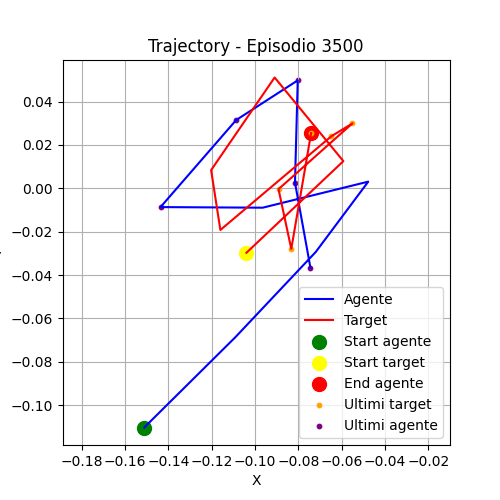 Trajectory - Episodio 3500
0.04
0.02
0.00
−0.02
−0.04
−0.06
−0.08
−0.10
−0.18 −0.16 −0.14 −0.12 −0.10 −0.08 −0.06 −0.04 −0.02
X
Agente
Target
Start agente
Start target
End agente
Ultimi target
Ultimi agente